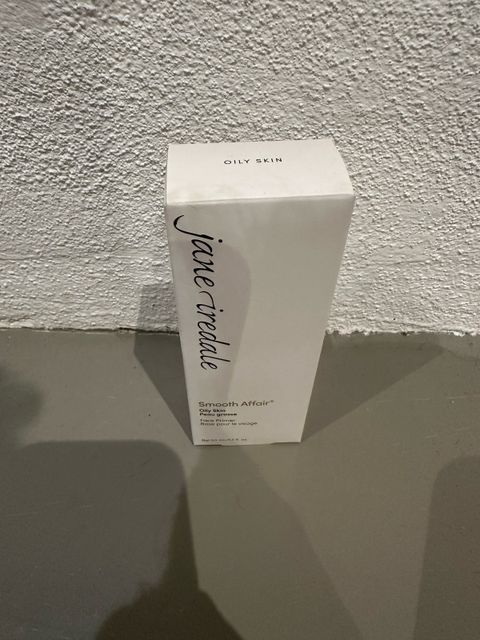 OILY SKIN
jane iredale
Smooth Affair®
Oily Skin
Peau grasse
Face Primer
Base pour le visage